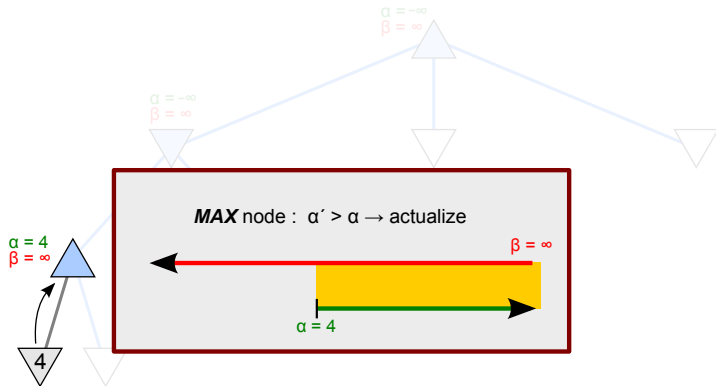 α = -∞
β = ∞
α = -∞
β = ∞
MAX node : α´ > α → actualize
α = 4
β = ∞
β = ∞
α = 4
4